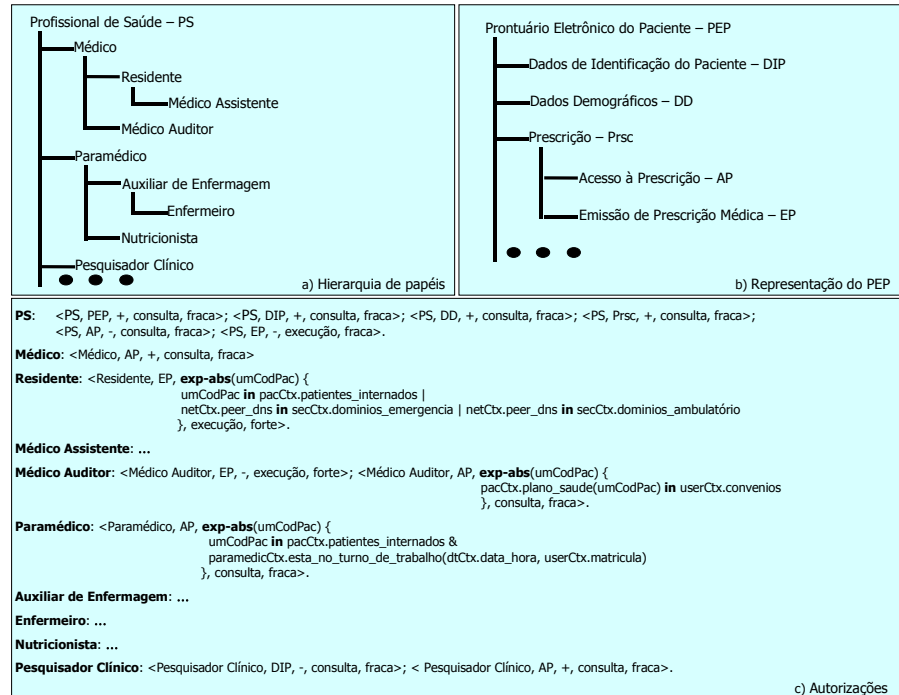 Profissional de Saúde – PS
Médico
Residente
Médico Assistente
Médico Auditor
Paramédico
Auxiliar de Enfermagem
Enfermeiro
Nutricionista
Pesquisador Clínico
a) Hierarquia de papéis
Prontuário Eletrônico do Paciente – PEP
Dados de Identificação do Paciente – DIP
Dados Demográficos – DD
Prescrição – Prsc
Acesso à Prescrição – AP
Emissão de Prescrição Médica – EP
b) Representação do PEP
PS: <PS, PEP, +, consulta, fraca>; <PS, DIP, +, consulta, fraca>; <PS, DD, +, consulta, fraca>; <PS, Prsc, +, consulta, fraca>;
<PS, AP, -, consulta, fraca>; <PS, EP, -, execução, fraca>.
Médico: <Médico, AP, +, consulta, fraca>
Residente: <Residente, EP, exp-abs(umCodPac) {
umCodPac in pacCtx.patientes_internados |
netCtx.peer_dns in secCtx.dominios_emergencia | netCtx.peer_dns in secCtx.dominios_ambulatório
}, execução, forte>.
Médico Assistente: ...
Médico Auditor: <Médico Auditor, EP, -, execução, forte>; <Médico Auditor, AP, exp-abs(umCodPac) {
pacCtx.plano_saude(umCodPac) in userCtx.convenios
}, consulta, fraca>.
Paramédico: <Paramédico, AP, exp-abs(umCodPac) {
umCodPac in pacCtx.patientes_internados &
paramedicCtx.esta_no_turno_de_trabalho(dtCtx.data_hora, userCtx.matricula)
}, consulta, fraca>.
Auxiliar de Enfermagem: ...
Enfermeiro: ...
Nutricionista: ...
Pesquisador Clínico: <Pesquisador Clínico, DIP, -, consulta, fraca>; < Pesquisador Clínico, AP, +, consulta, fraca>.
c) Autorizações